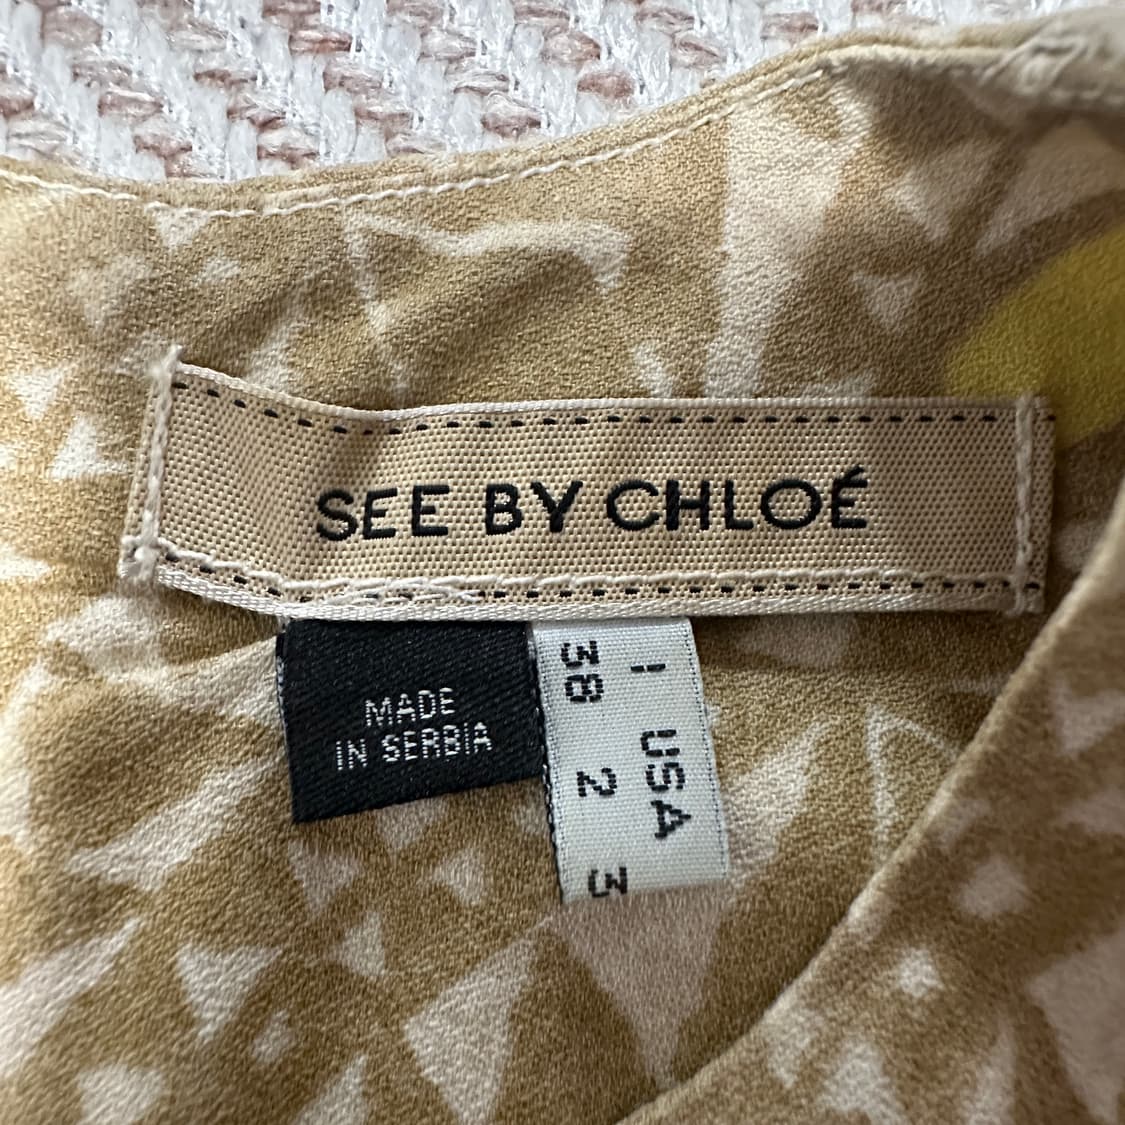 SEE BY CHLOÉ
MADE
IN SERBIA
I USA
38 2 3